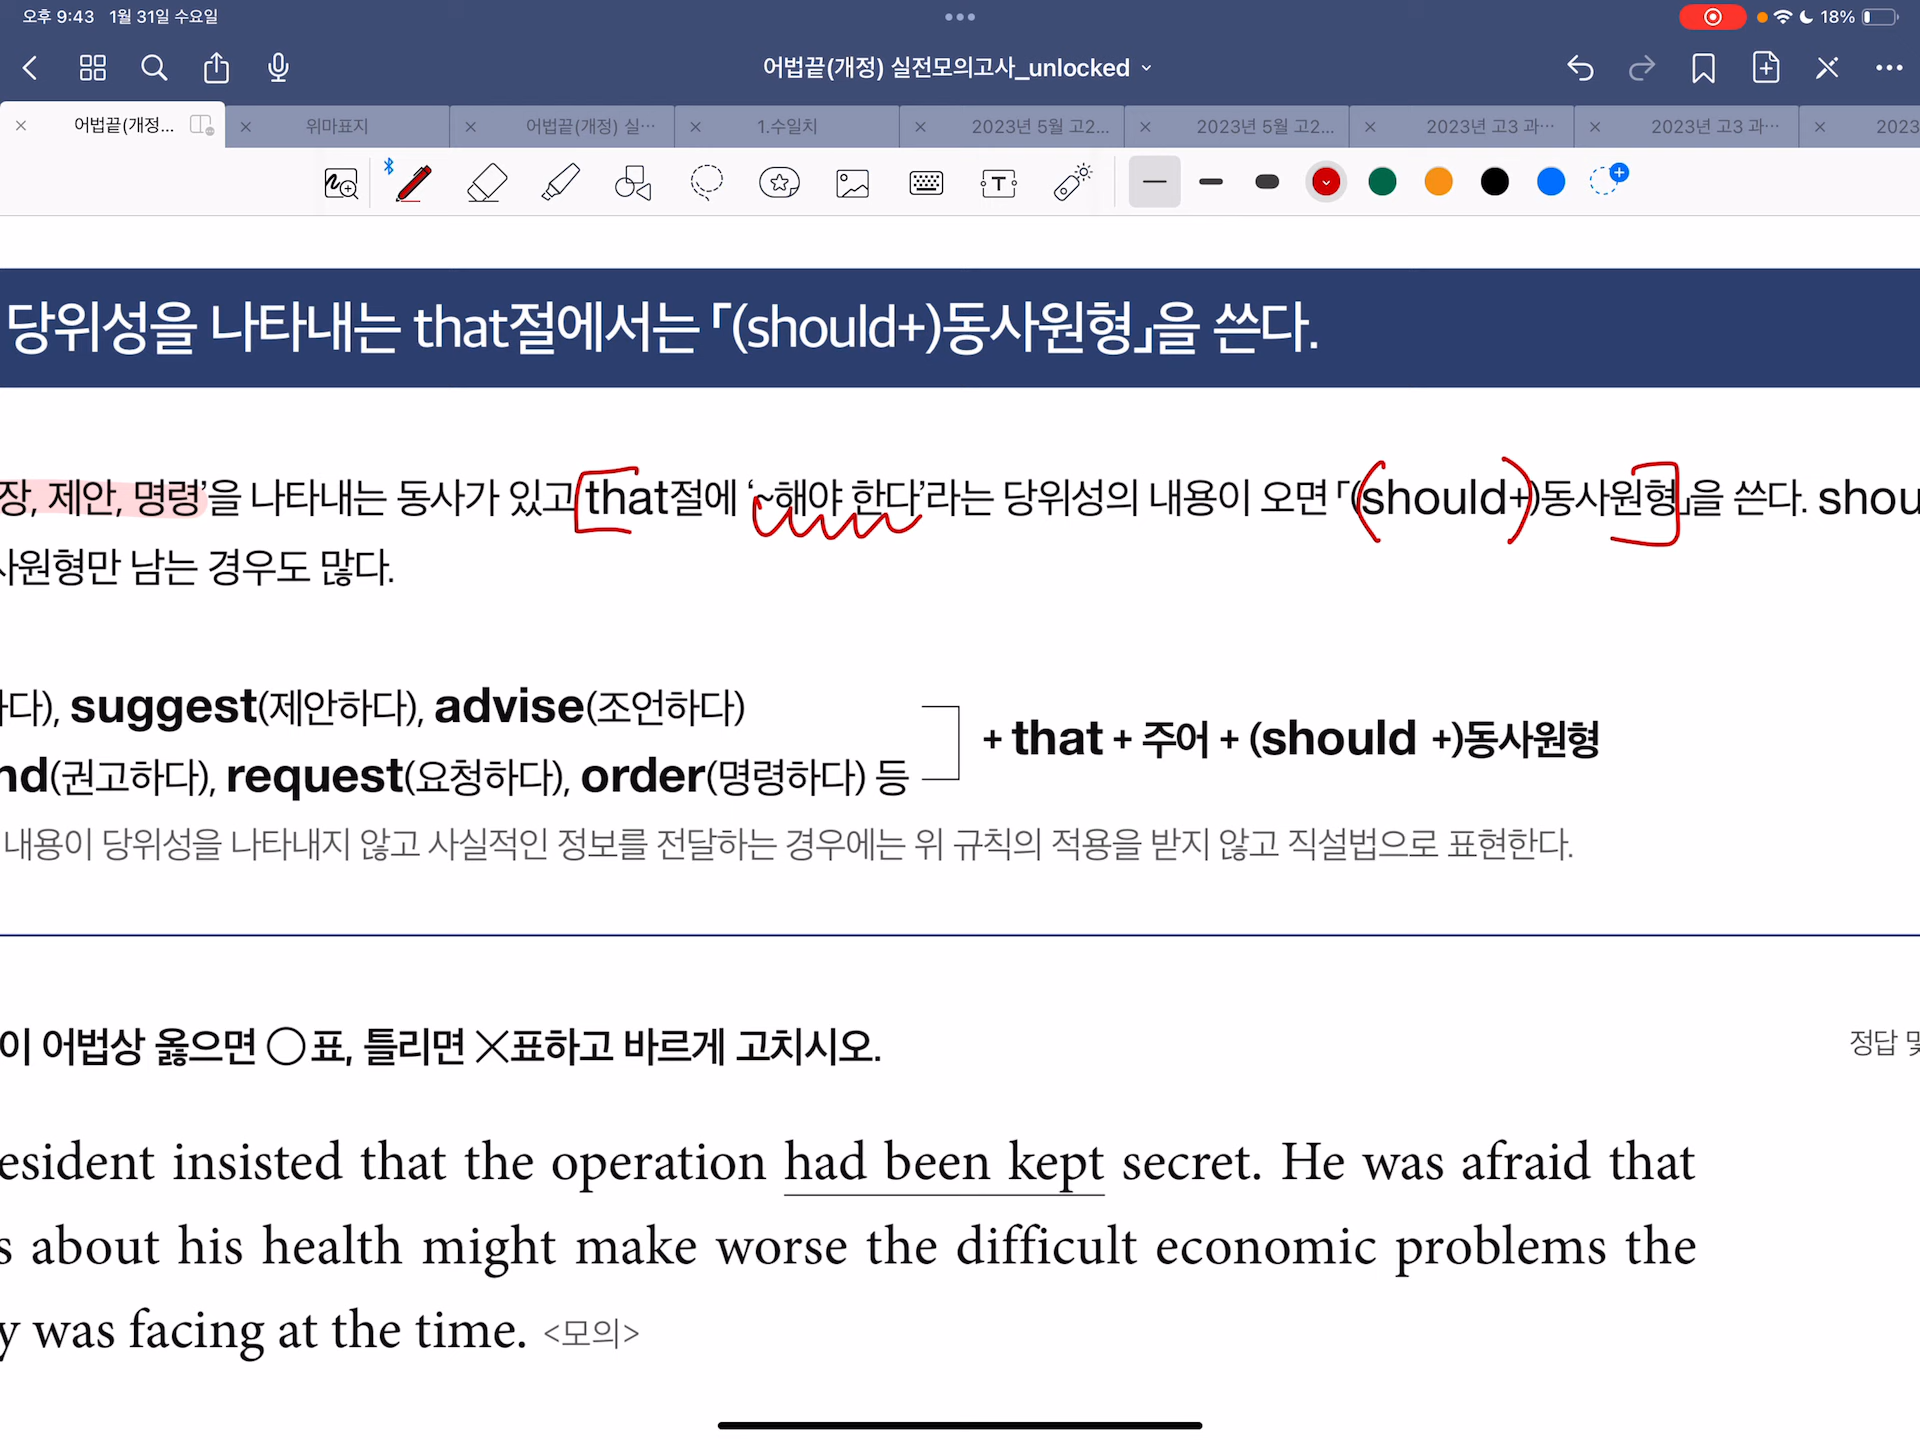 오후 9:43 1월 31일 수요일
18%
어법끝(개정) 실전모의고사_unlocked
어법끝(개정...
위마표지
어법끝(개정) 실...
1.수일치
2023년 5월 고2...
2023년 5월 고2...
2023년 고3 과...
2023년 고3 과...
2023
당위성을 나타내는 that절에서는 「(should+)동사원형」을 쓴다.
장, 제안, 명령’을 나타내는 동사가 있고 that절에 ‘~해야 한다’라는 당위성의 내용이 오면 「(should+)동사원형」을 쓴다. shou
사원형만 남는 경우도 많다.
하다), suggest(제안하다), advise(조언하다)
nd(권고하다), request(요청하다), order(명령하다) 등
+ that + 주어 + (should +)동사원형
내용이 당위성을 나타내지 않고 사실적인 정보를 전달하는 경우에는 위 규칙의 적용을 받지 않고 직설법으로 표현한다.
이 어법상 옳으면 ◯표, 틀리면 ╳표하고 바르게 고치시오.
정답 및
esident insisted that the operation had been kept secret. He was afraid that
s about his health might make worse the difficult economic problems the
y was facing at the time. <모의>